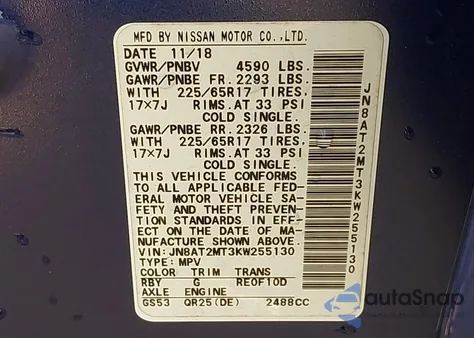 MFD BY NISSAN MOTOR CO.,LTD.
DATE 11/18
GVWR/PNBV 4590 LBS.
GAWR/PNBE FR. 2293 LBS.
WITH 225/65R17 TIRES,
17×7J RIMS.AT 33 PSI
COLD SINGLE.
GAWR/PNBE RR. 2326 LBS.
WITH 225/65R17 TIRES,
17×7J RIMS.AT 33 PSI
COLD SINGLE.
THIS VEHICLE CONFORMS
TO ALL APPLICABLE FED-
ERAL MOTOR VEHICLE SA-
FETY AND THEFT PREVEN-
TION STANDARDS IN EFF-
ECT ON THE DATE OF MA-
NUFACTURE SHOWN ABOVE.
VIN: JN8AT2MT3KW255130
TYPE: MPV
COLOR TRIM TRANS
RBY G RE0F10D
AXLE ENGINE
GS53 QR25(DE) 2488CC
JN8AT2MT3KW255130
autoSnap